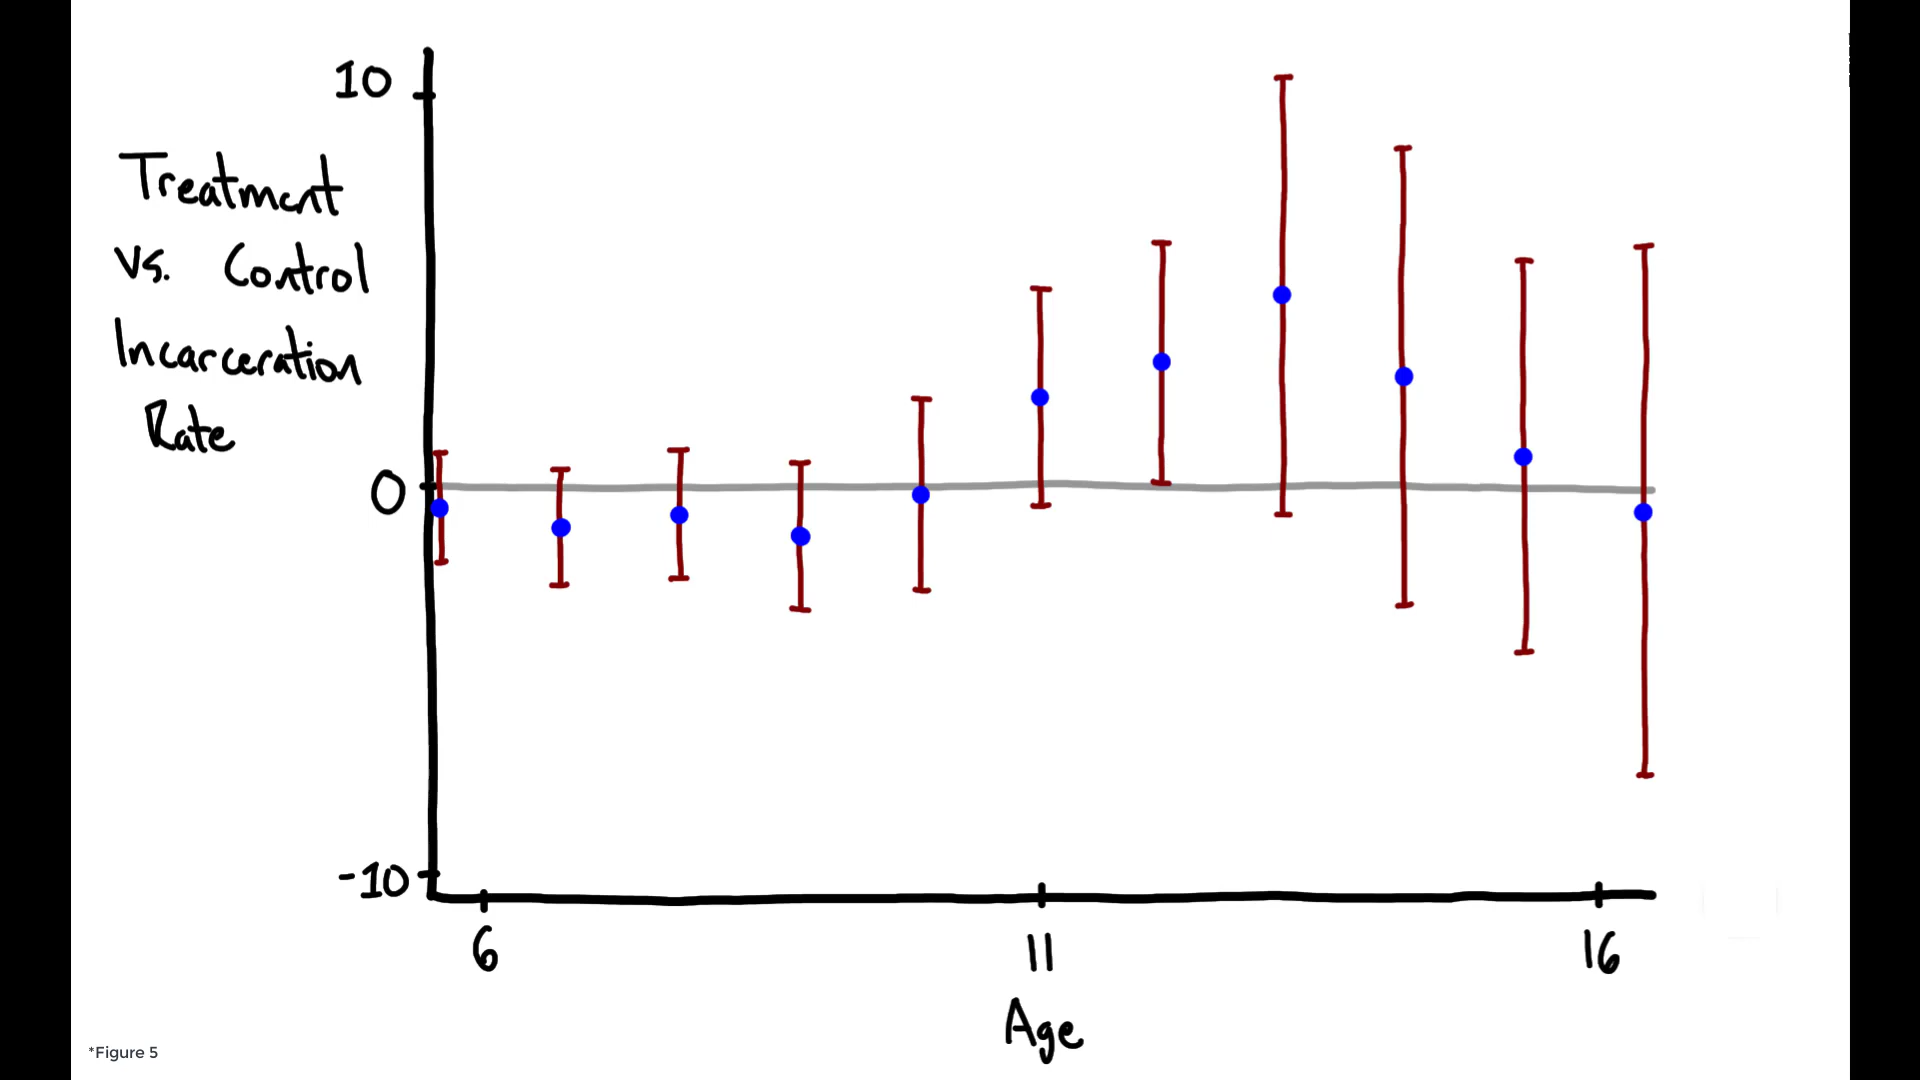 10
Treatment
vs. Control
Incarceration
Rate
0
-10
6 11 16
Age
*Figure 5